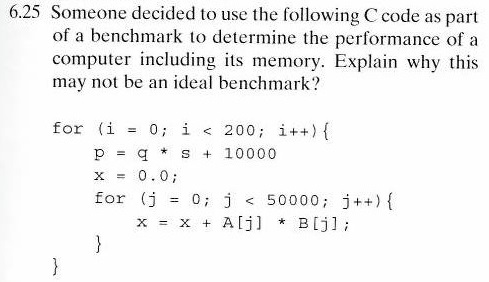 6.25 Someone decided to use the following C code as part
of a benchmark to determine the performance of a
computer including its memory. Explain why this
may not be an ideal benchmark?
for (i = 0; i < 200; i++){
p = q * s + 10000
x = 0.0;
for (j = 0; j < 50000; j++){
x = x + A[j] * B[j];
}
}